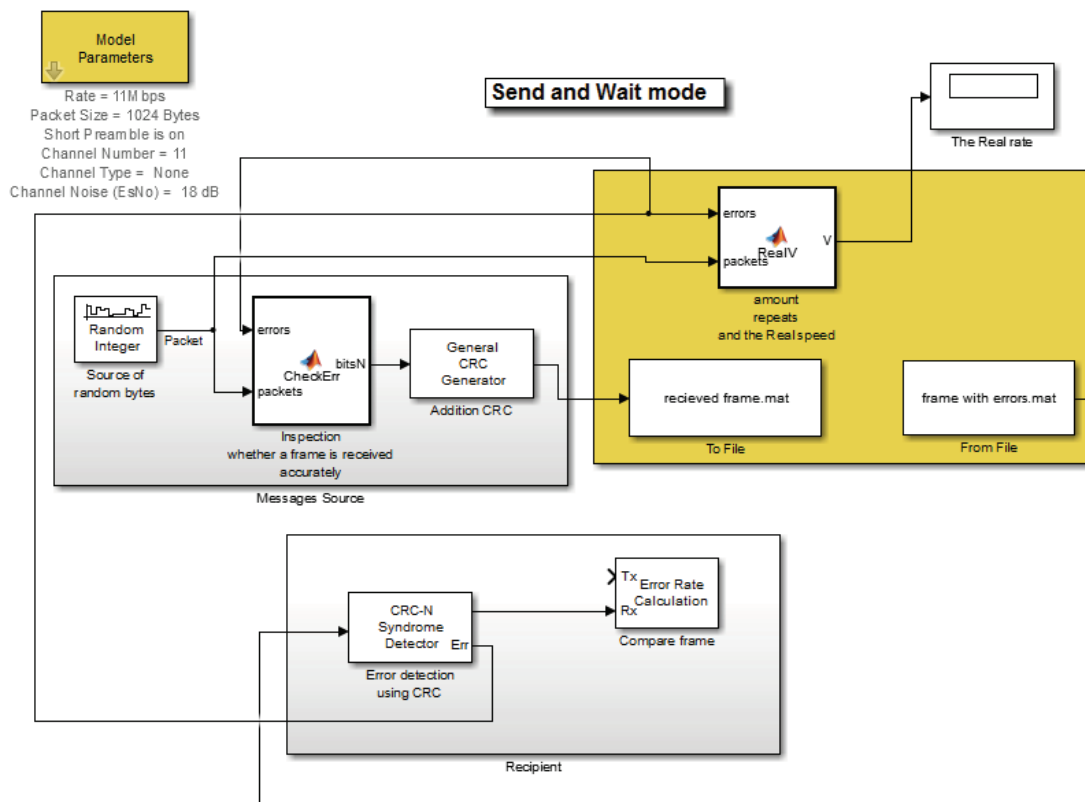 Model
Parameters
Rate = 11Mbps
Packet Size = 1024 Bytes
Short Preamble is on
Channel Number = 11
Channel Type = None
Channel Noise (EsNo) = 18 dB
Send and Wait mode
The Real rate
errors
packets
RealV
V
amount
repeats
and the Real speed
Random
Integer
Packet
Source of
random bytes
errors
packets
CheckErr
bitsN
Inspection
whether a frame is received
accurately
General
CRC
Generator
Addition CRC
Messages Source
recieved frame.mat
To File
frame with errors.mat
From File
CRC-N
Syndrome
Detector
Err
Error detection
using CRC
Tx
Rx
Error Rate
Calculation
Compare frame
Recipient